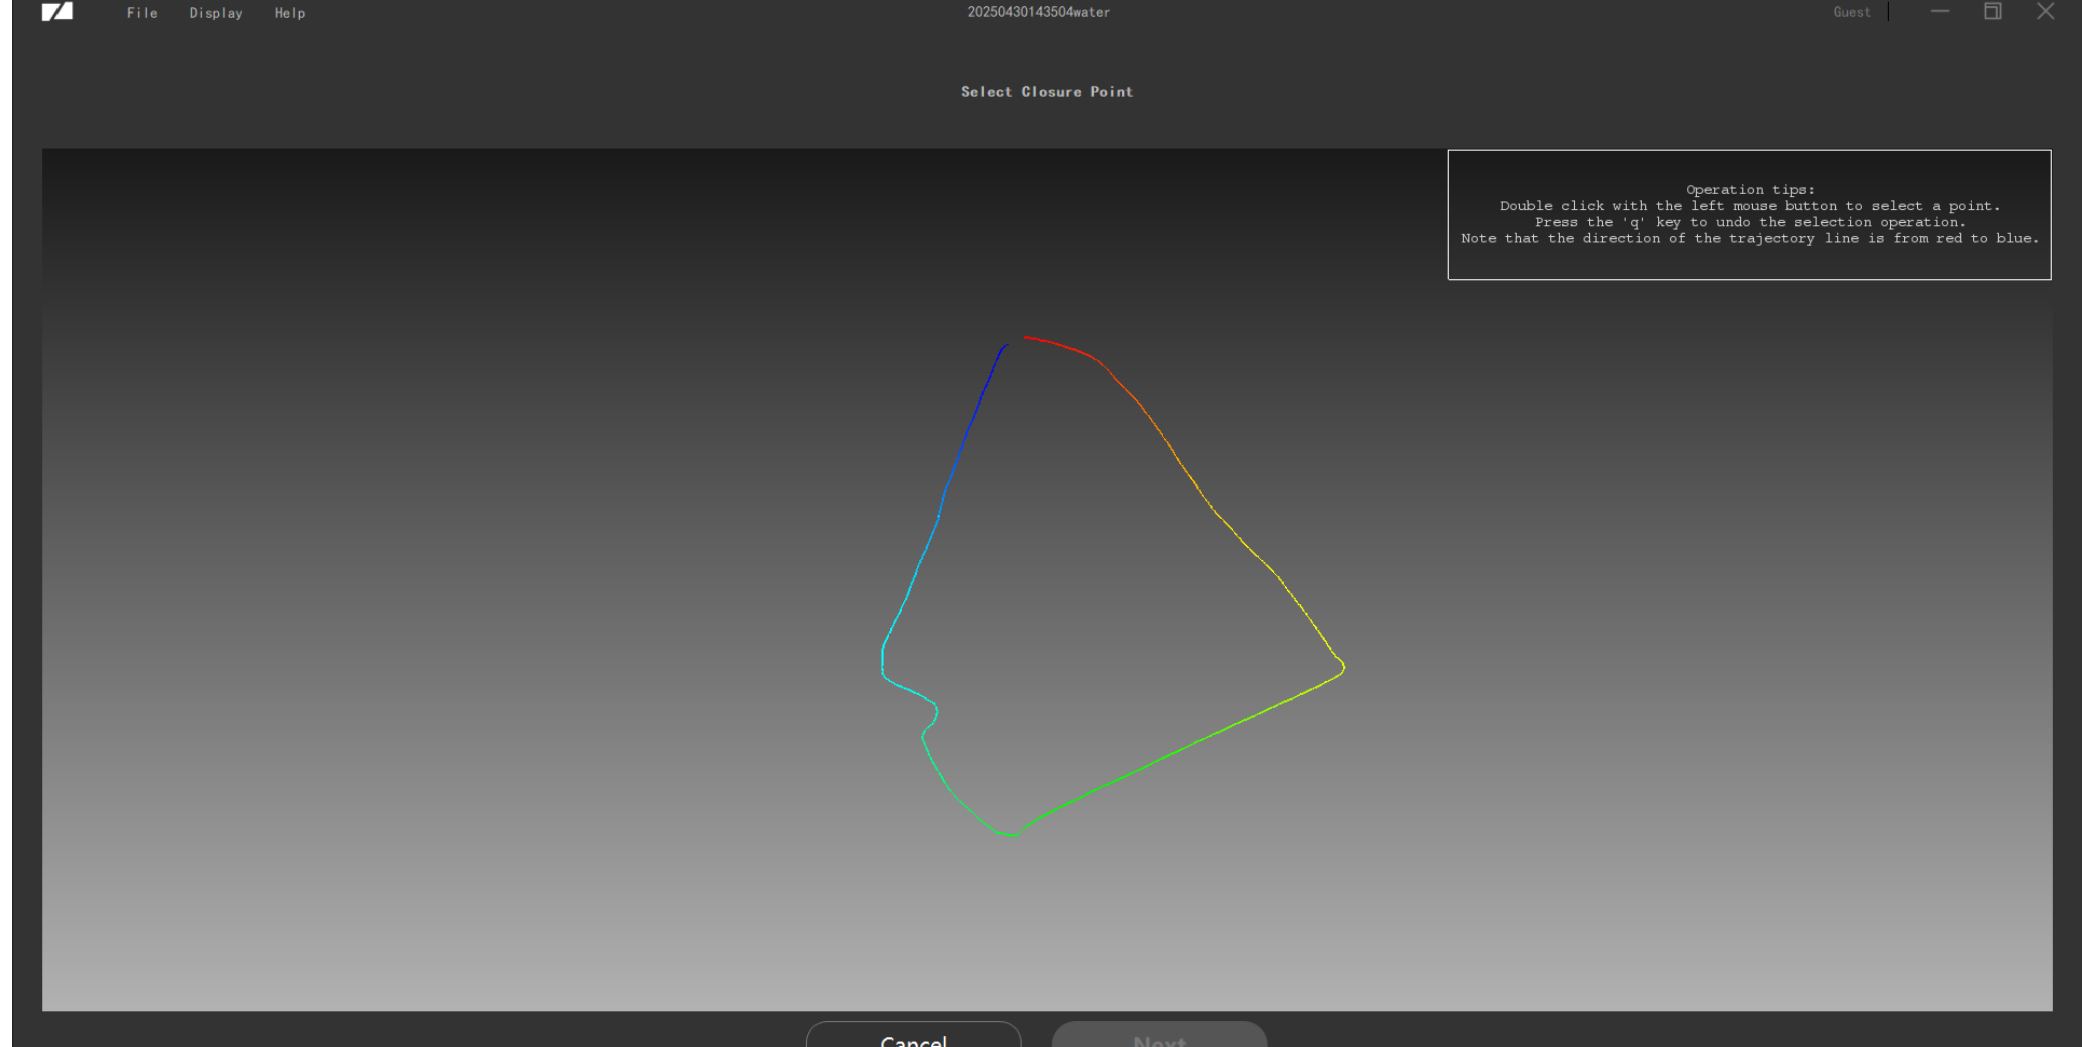 File Display Help
20250430143504water
Guest
Select Closure Point
Operation tips:
Double click with the left mouse button to select a point.
Press the 'q' key to undo the selection operation.
Note that the direction of the trajectory line is from red to blue.
Cancel
Next